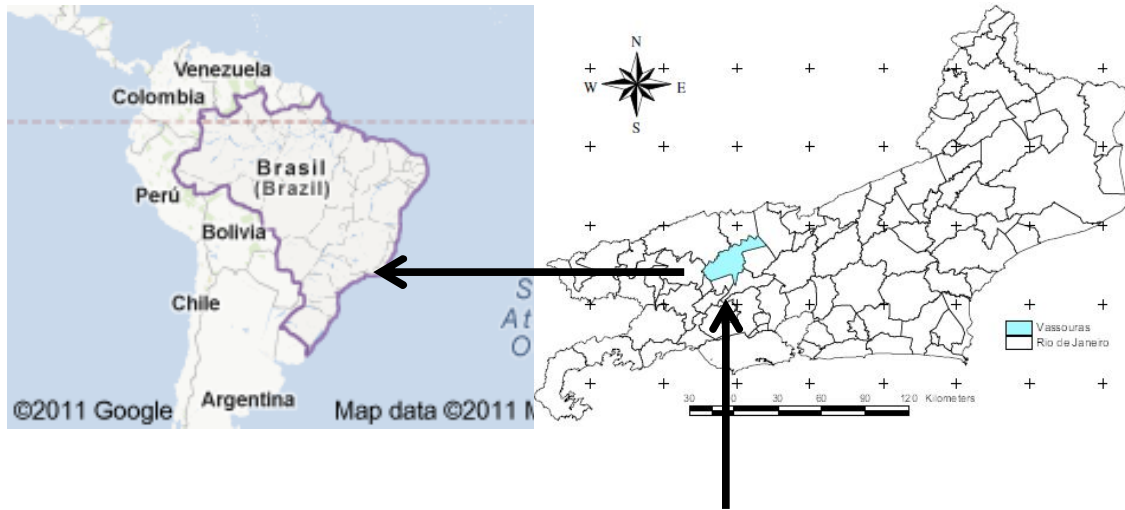 Venezuela
Colombia
Brasil
(Brazil)
Perú
Bolivia
Chile
Argentina
S
At
O
©2011 Google
Map data ©2011
N
W
E
S
Vassouras
Rio de Janeiro
30 0 30 60 90 120 Kilometers